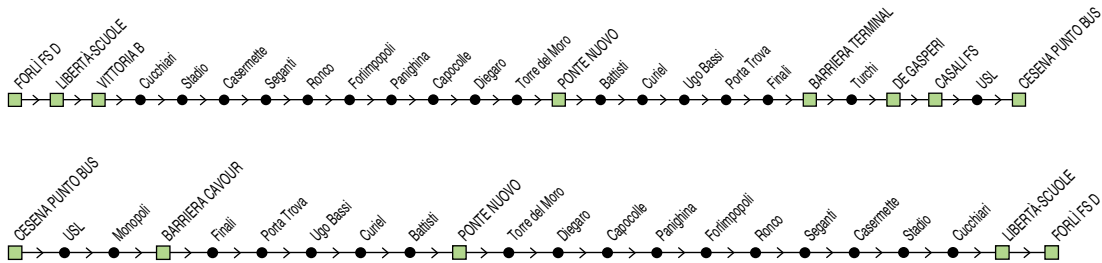 FORLÌ FS D
LIBERTÀ-SCUOLE
VITTORIA B
Cucchiari
Stadio
Casermette
Seganti
Ronco
Forlimpopoli
Panighina
Capocolle
Diegaro
Torre del Moro
PONTE NUOVO
Battisti
Curiel
Ugo Bassi
Porta Trova
Finali
BARRIERA TERMINAL
Turchi
DE GASPERI
CASALI FS
USL
CESENA PUNTO BUS
CESENA PUNTO BUS
USL
Monopoli
BARRIERA CAVOUR
Finali
Porta Trova
Ugo Bassi
Curiel
Battisti
PONTE NUOVO
Torre del Moro
Diegaro
Capocolle
Panighina
Forlimpopoli
Ronco
Seganti
Casermette
Stadio
Cucchiari
LIBERTÀ-SCUOLE
FORLÌ FS D